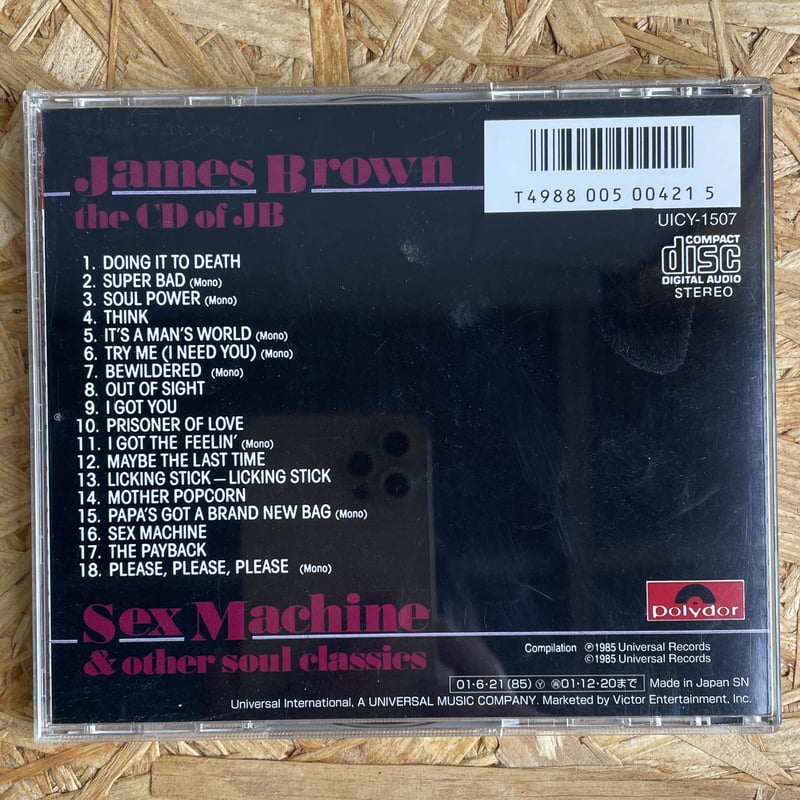 James Brown
the CD of JB
T4988 005 00421 5
UICY-1507
COMPACT
disc
DIGITAL AUDIO
STEREO
1. DOING IT TO DEATH
2. SUPER BAD (Mono)
3. SOUL POWER (Mono)
4. THINK
5. IT'S A MAN'S WORLD (Mono)
6. TRY ME (I NEED YOU) (Mono)
7. BEWILDERED (Mono)
8. OUT OF SIGHT
9. I GOT YOU
10. PRISONER OF LOVE
11. I GOT THE FEELIN' (Mono)
12. MAYBE THE LAST TIME
13. LICKING STICK – LICKING STICK
14. MOTHER POPCORN
15. PAPA'S GOT A BRAND NEW BAG (Mono)
16. SEX MACHINE
17. THE PAYBACK
18. PLEASE, PLEASE, PLEASE (Mono)
polydor
Sex Machine
& other soul classics
Compilation ℗1985 Universal Records
©1985 Universal Records
01·6·21 (85) Ⓨ 01·12·20まで Made in Japan SN
Universal International, A UNIVERSAL MUSIC COMPANY. Marketed by Victor Entertainment, Inc.